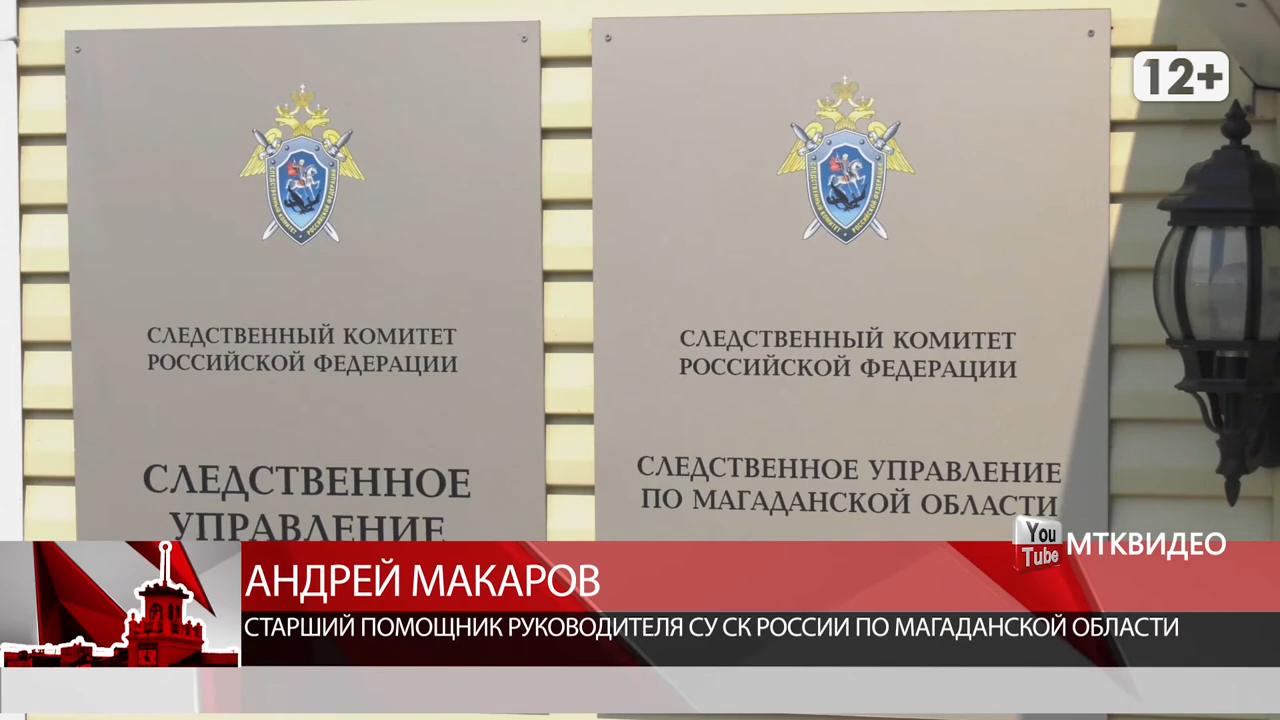 12+
СЛЕДСТВЕННЫЙ КОМИТЕТ
РОССИЙСКОЙ ФЕДЕРАЦИИ
СЛЕДСТВЕННОЕ
УПРАВЛЕНИЕ
СЛЕДСТВЕННЫЙ КОМИТЕТ
РОССИЙСКОЙ ФЕДЕРАЦИИ
СЛЕДСТВЕННОЕ УПРАВЛЕНИЕ
ПО МАГАДАНСКОЙ ОБЛАСТИ
You
Tube
МТКВИДЕО
АНДРЕЙ МАКАРОВ
СТАРШИЙ ПОМОЩНИК РУКОВОДИТЕЛЯ СУ СК РОССИИ ПО МАГАДАНСКОЙ ОБЛАСТИ